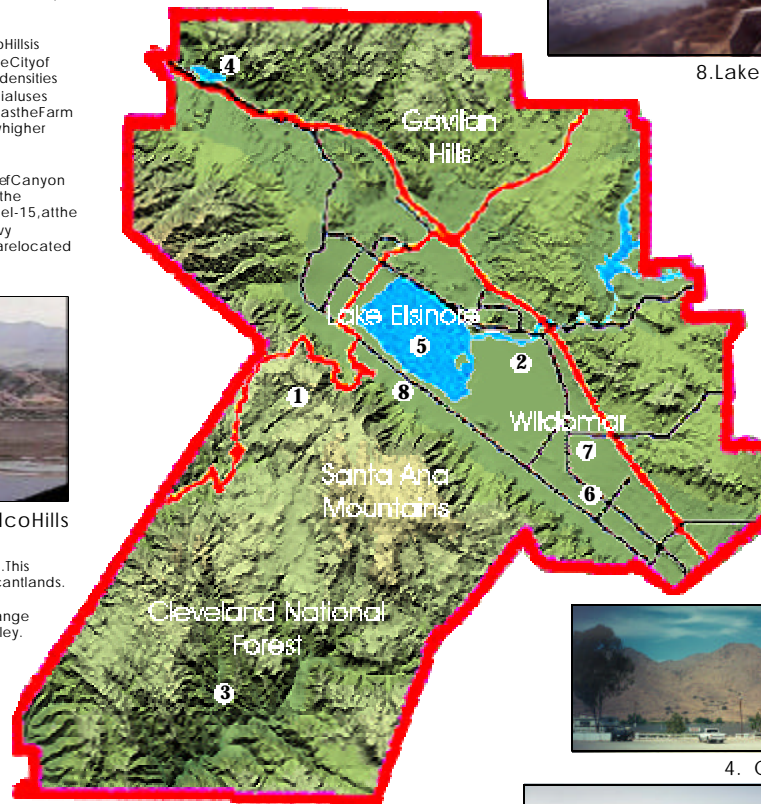 oHillsis
eCityof
densities
ialuses
astheFarm
higher
efCanyon
the
el-15,atthe
vy
arelocated
lcoHills
.This
cantlands.
ange
ley.
8.Lake
4
Gavilan
Hills
Lake Elsinore
5
2
1
8
Wildomar
7
6
Santa Ana
Mountains
Cleveland National
Forest
3
4.